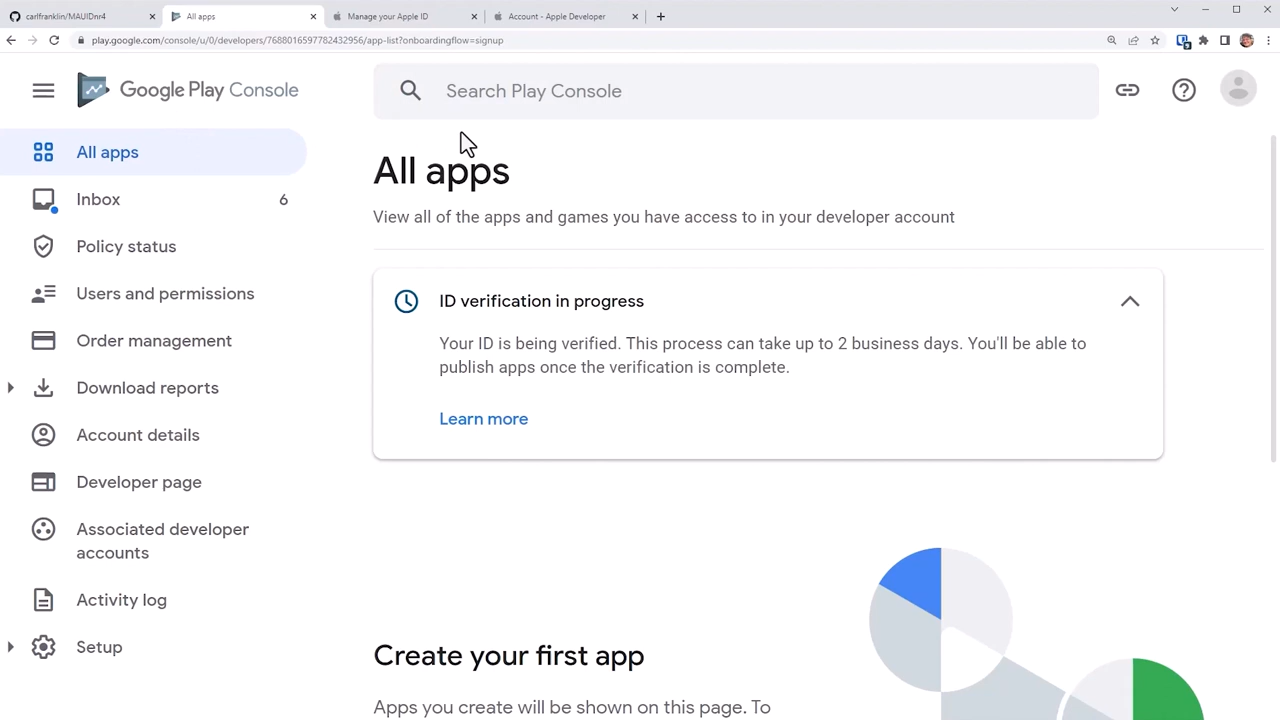 carlfranklin/MAUIDnr4
All apps
Manage your Apple ID
Account - Apple Developer
play.google.com/console/u/0/developers/7688016597782432956/app-list?onboardingflow=signup
Google Play Console
Search Play Console
All apps
Inbox
6
Policy status
Users and permissions
Order management
Download reports
Account details
Developer page
Associated developer
accounts
Activity log
Setup
All apps
View all of the apps and games you have access to in your developer account
ID verification in progress
Your ID is being verified. This process can take up to 2 business days. You'll be able to
publish apps once the verification is complete.
Learn more
Create your first app
Apps you create will be shown on this page. To